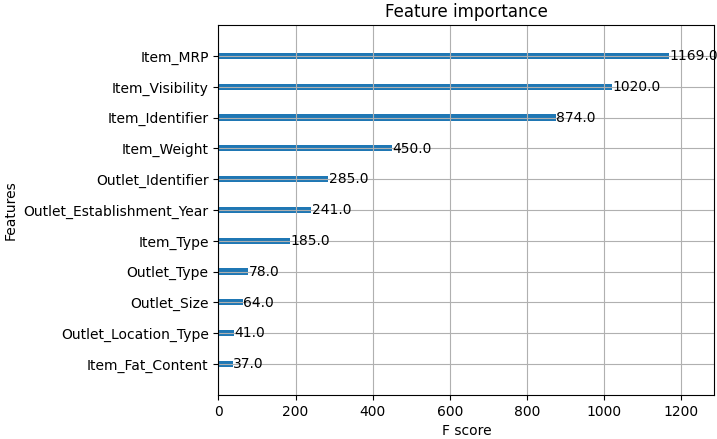 Feature importance
Features
Item_MRP 1169.0
Item_Visibility 1020.0
Item_Identifier 874.0
Item_Weight 450.0
Outlet_Identifier 285.0
Outlet_Establishment_Year 241.0
Item_Type 185.0
Outlet_Type 78.0
Outlet_Size 64.0
Outlet_Location_Type 41.0
Item_Fat_Content 37.0
0 200 400 600 800 1000 1200
F score